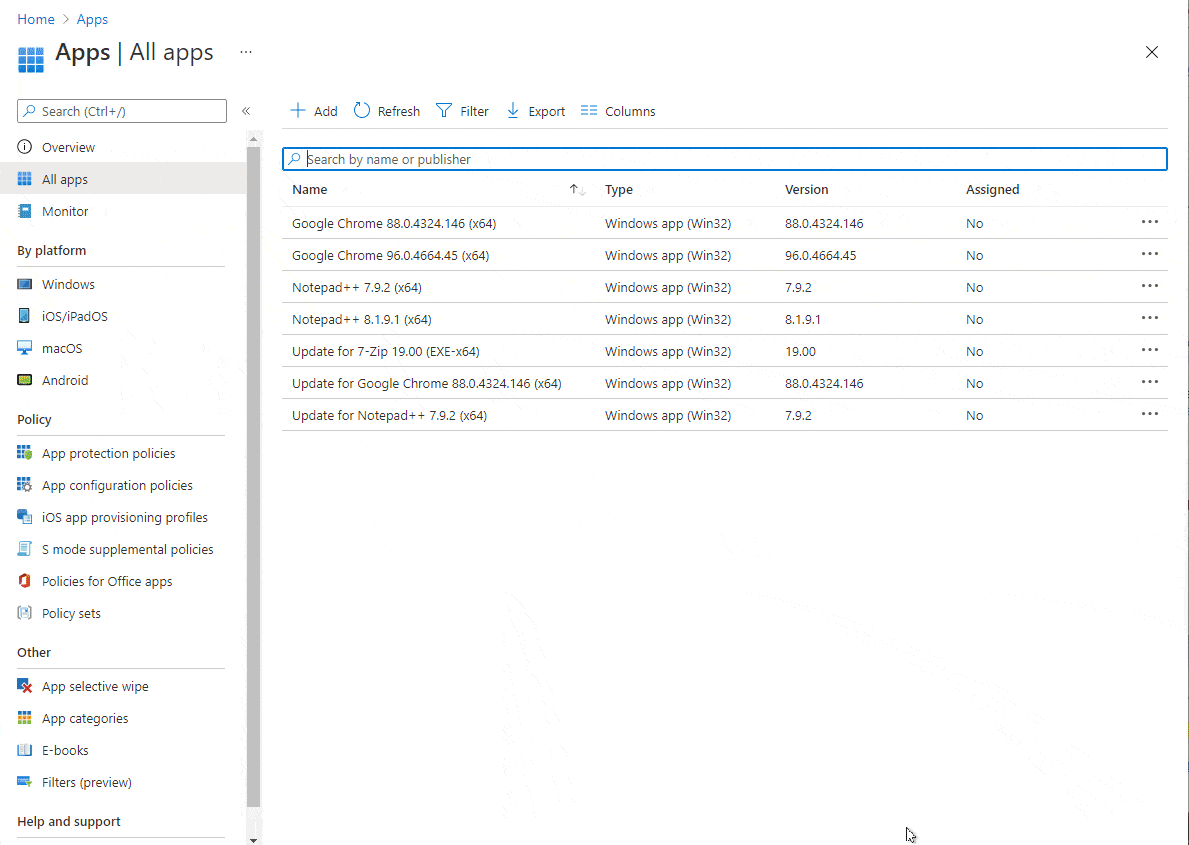 Home > Apps
Apps | All apps ...
Search (Ctrl+/) «
Overview
All apps
Monitor
By platform
Windows
iOS/iPadOS
macOS
Android
Policy
App protection policies
App configuration policies
iOS app provisioning profiles
S mode supplemental policies
Policies for Office apps
Policy sets
Other
App selective wipe
App categories
E-books
Filters (preview)
Help and support
Add Refresh Filter Export Columns
Search by name or publisher
Name Type Version Assigned
Google Chrome 88.0.4324.146 (x64) Windows app (Win32) 88.0.4324.146 No ...
Google Chrome 96.0.4664.45 (x64) Windows app (Win32) 96.0.4664.45 No ...
Notepad++ 7.9.2 (x64) Windows app (Win32) 7.9.2 No ...
Notepad++ 8.1.9.1 (x64) Windows app (Win32) 8.1.9.1 No ...
Update for 7-Zip 19.00 (EXE-x64) Windows app (Win32) 19.00 No ...
Update for Google Chrome 88.0.4324.146 (x64) Windows app (Win32) 88.0.4324.146 No ...
Update for Notepad++ 7.9.2 (x64) Windows app (Win32) 7.9.2 No ...